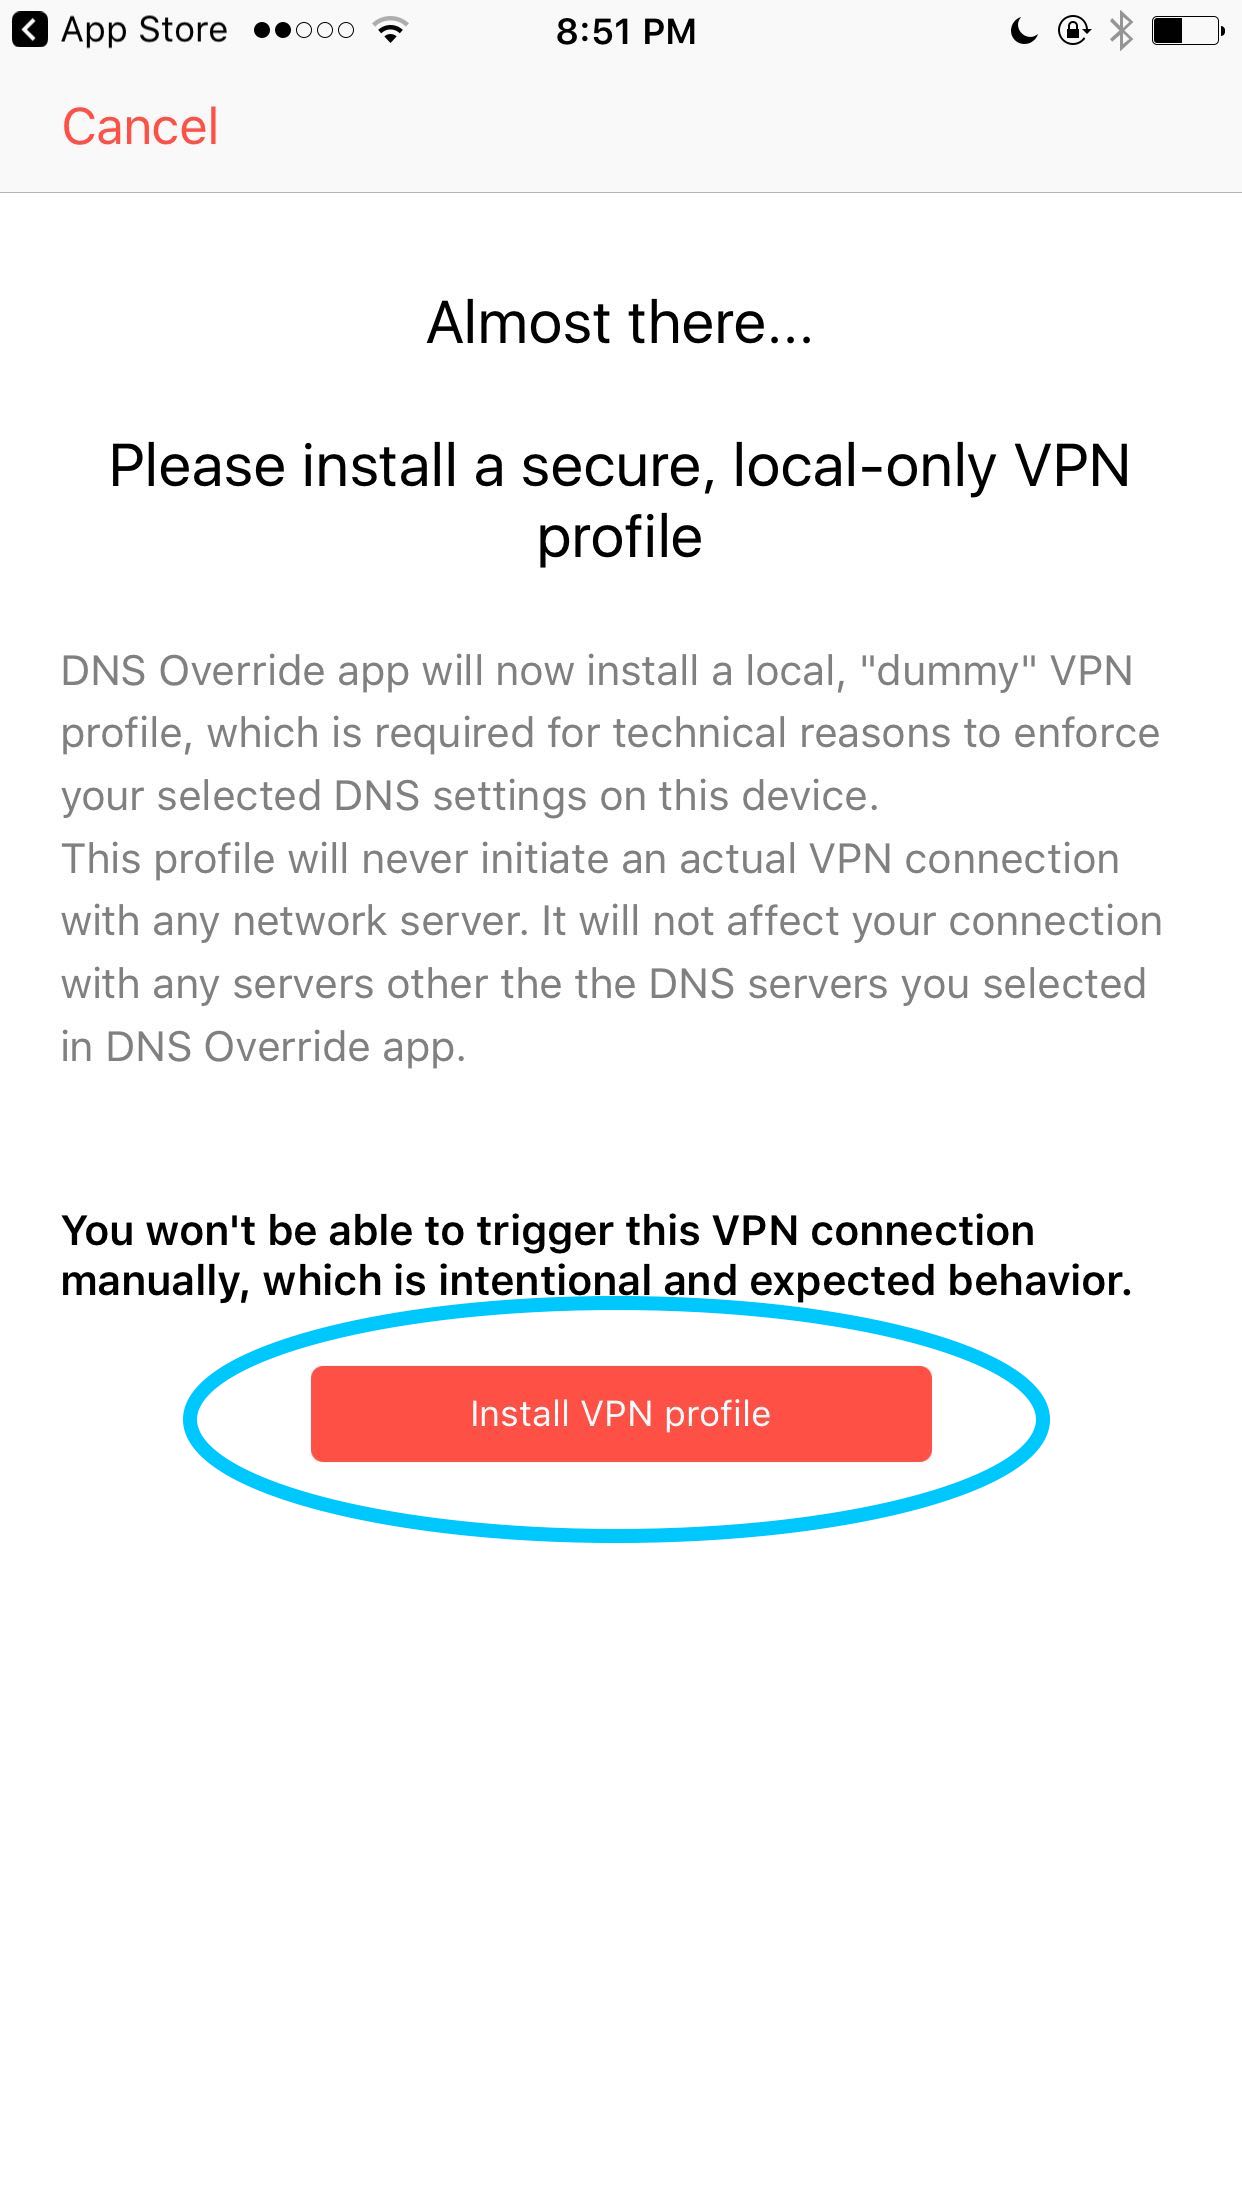 App Store
8:51 PM
Cancel
Almost there...
Please install a secure, local-only VPN
profile
DNS Override app will now install a local, "dummy" VPN
profile, which is required for technical reasons to enforce
your selected DNS settings on this device.
This profile will never initiate an actual VPN connection
with any network server. It will not affect your connection
with any servers other the the DNS servers you selected
in DNS Override app.
You won't be able to trigger this VPN connection
manually, which is intentional and expected behavior.
Install VPN profile